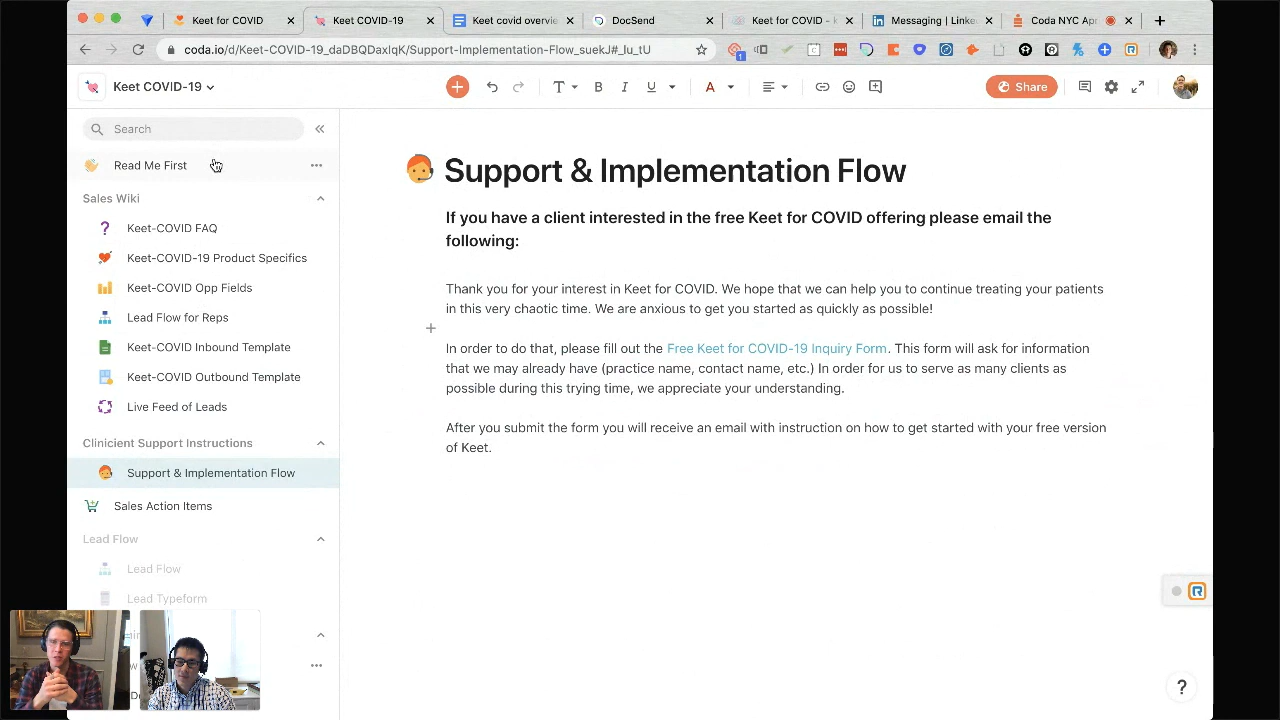 Keet for COVID
Keet COVID-19
Keet covid overvie
DocSend
Keet for COVID - k
Messaging | Linke
Coda NYC Apr
coda.io/d/Keet-COVID-19_daDBQDaxIqK/Support-Implementation-Flow_suekJ#_lu_tU
1
Keet COVID-19
T
B
I
U
A
Share
Search
Read Me First
Sales Wiki
Keet-COVID FAQ
Keet-COVID-19 Product Specifics
Keet-COVID Opp Fields
Lead Flow for Reps
Keet-COVID Inbound Template
Keet-COVID Outbound Template
Live Feed of Leads
Clinicient Support Instructions
Support & Implementation Flow
Sales Action Items
Lead Flow
Lead Flow
Lead Typeform
Support & Implementation Flow
If you have a client interested in the free Keet for COVID offering please email the
following:
Thank you for your interest in Keet for COVID. We hope that we can help you to continue treating your patients
in this very chaotic time. We are anxious to get you started as quickly as possible!
In order to do that, please fill out the Free Keet for COVID-19 Inquiry Form. This form will ask for information
that we may already have (practice name, contact name, etc.) In order for us to serve as many clients as
possible during this trying time, we appreciate your understanding.
After you submit the form you will receive an email with instruction on how to get started with your free version
of Keet.
?